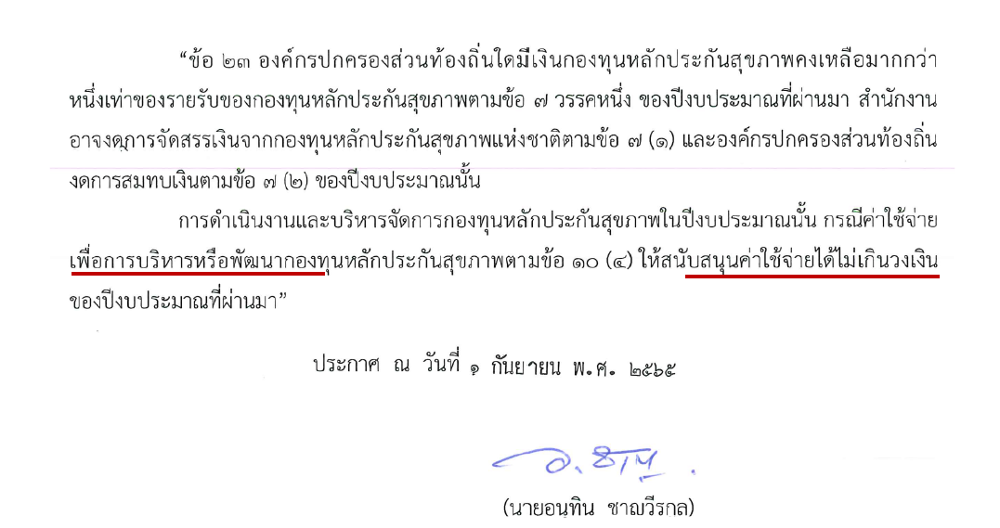 “ข้อ ๒๓ องค์กรปกครองส่วนท้องถิ่นใดมีเงินกองทุนหลักประกันสุขภาพคงเหลือมากกว่า
หนึ่งเท่าของรายรับของกองทุนหลักประกันสุขภาพตามข้อ ๗ วรรคหนึ่ง ของปีงบประมาณที่ผ่านมา สำนักงาน
อาจงดการจัดสรรเงินจากกองทุนหลักประกันสุขภาพแห่งชาติตามข้อ ๗ (๑) และองค์กรปกครองส่วนท้องถิ่น
งดการสมทบเงินตามข้อ ๗ (๒) ของปีงบประมาณนั้น
การดำเนินงานและบริหารจัดการกองทุนหลักประกันสุขภาพในปีงบประมาณนั้น กรณีค่าใช้จ่าย
เพื่อการบริหารหรือพัฒนากองทุนหลักประกันสุขภาพตามข้อ ๑๐ (๔) ให้สนับสนุนค่าใช้จ่ายได้ไม่เกินวงเงิน
ของปีงบประมาณที่ผ่านมา”
ประกาศ ณ วันที่ ๑ กันยายน พ.ศ. ๒๕๖๕
(นายอนุทิน ชาญวีรกูล)